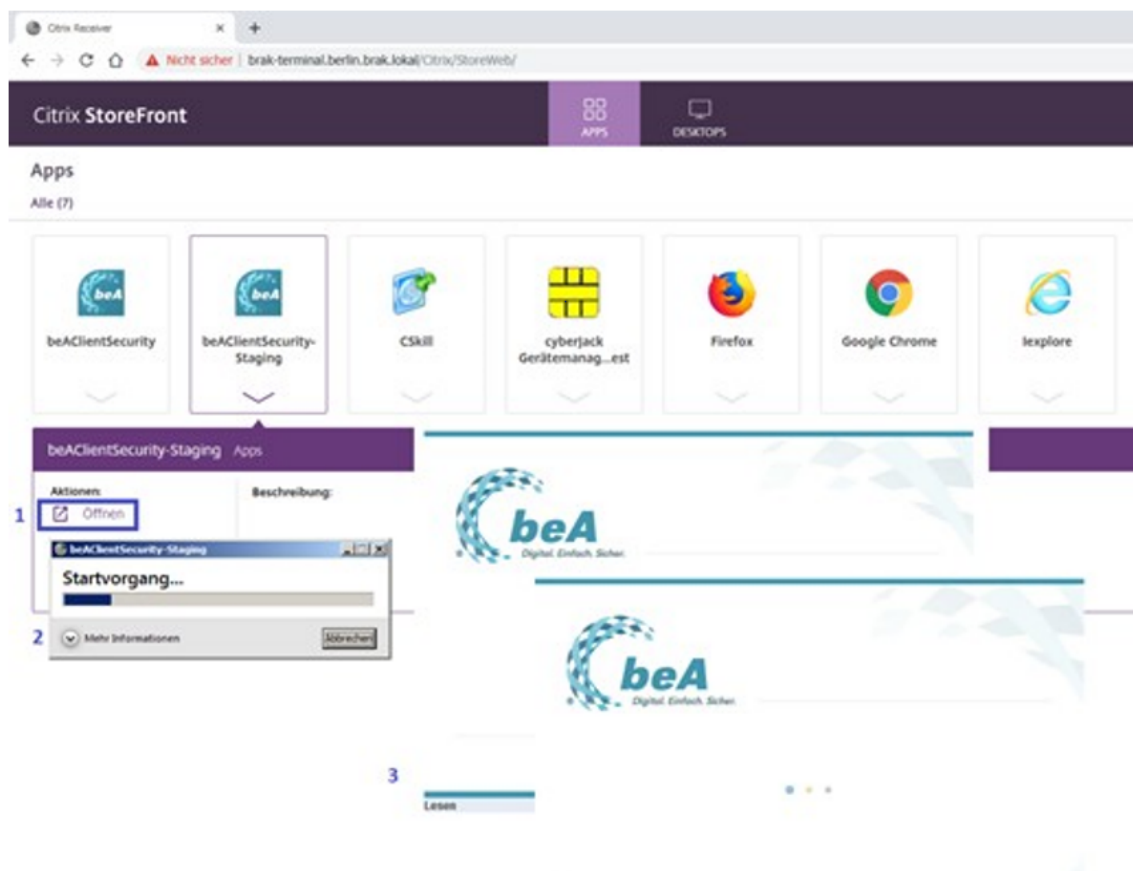 Citrix Receiver
Nicht sicher | brak-terminal.berlin.brak.lokal/Citrix/StoreWeb/
Citrix StoreFront
APPS
DESKTOPS
Apps
Alle (7)
beA
beAClientSecurity
beA
beAClientSecurity-
Staging
CSkill
cyberJack
Gerätemanag...est
Firefox
Google Chrome
Iexplore
beAClientSecurity-Staging Apps
Aktionen:
Beschreibung:
1
Öffnen
beAClientSecurity-Staging
Startvorgang...
2
Mehr Informationen
Abbrechen
beA
Digital. Einfach. Sicher.
beA
Digital. Einfach. Sicher.
3
Lesen